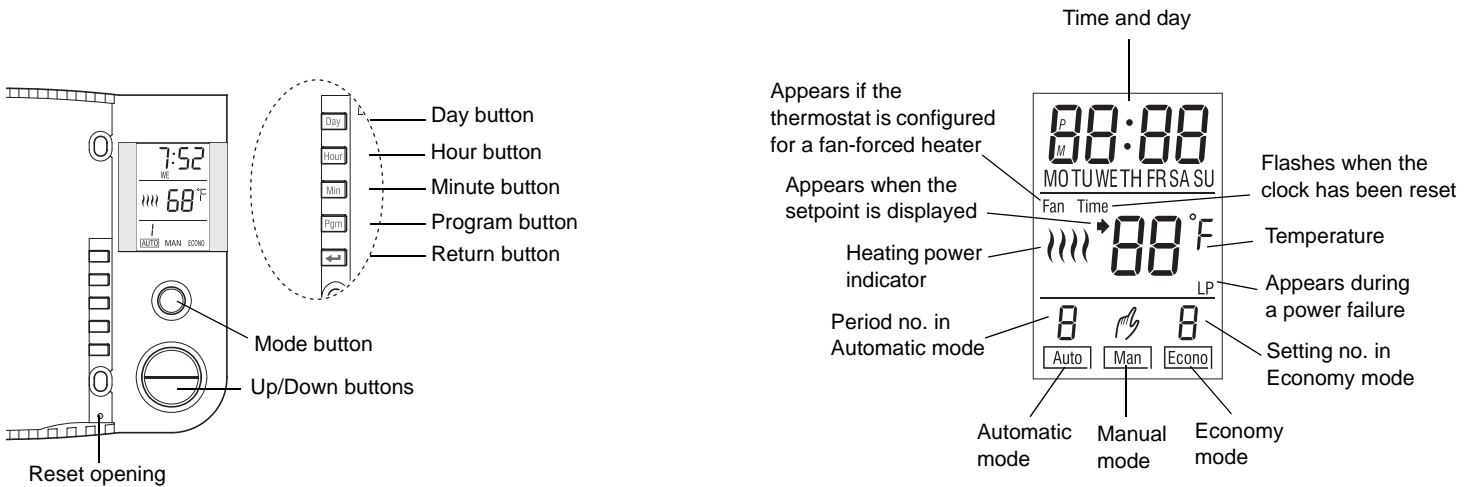 7:52
WE
68°F
1
AUTO MAN ECONO
Day
Hour
Min
Pgm
Day button
Hour button
Minute button
Program button
Return button
Mode button
Up/Down buttons
Reset opening
Time and day
Appears if the
thermostat is configured
for a fan-forced heater
Appears when the
setpoint is displayed
Heating power
indicator
Period no. in
Automatic mode
P
M
88:88
MO TU WE TH FR SA SU
Fan Time
88°F
LP
8 8
Auto Man Econo
Flashes when the
clock has been reset
Temperature
Appears during
a power failure
Setting no. in
Economy mode
Automatic
mode
Manual
mode
Economy
mode